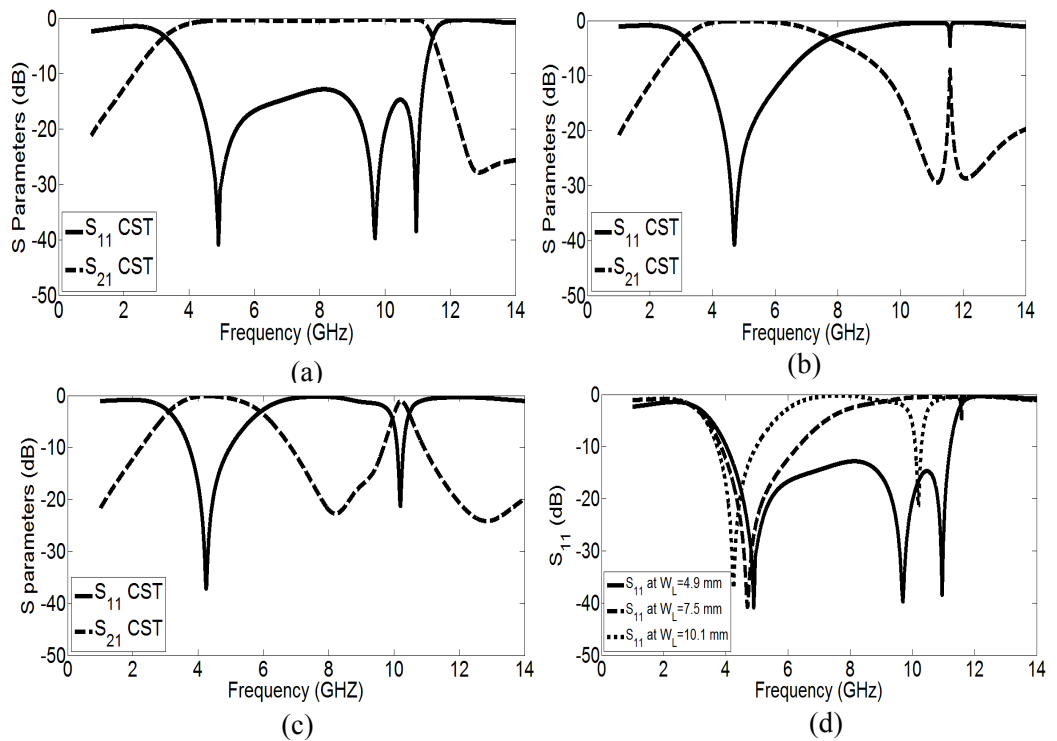 0
-10
-20
-30
-40
-50
S Parameters (dB)
S11 CST
S21 CST
0 2 4 6 8 10 12 14
Frequency (GHz)
(a)
0
-10
-20
-30
-40
-50
S Parameters (dB)
S11 CST
S21 CST
0 2 4 6 8 10 12 14
Frequency (GHz)
(b)
0
-10
-20
-30
-40
-50
S parameters (dB)
S11 CST
S21 CST
0 2 4 6 8 10 12 14
Frequency (GHZ)
(c)
0
-10
-20
-30
-40
-50
S11 (dB)
S11 at WL=4.9 mm
S11 at WL=7.5 mm
S11 at WL=10.1 mm
0 2 4 6 8 10 12 14
Frequency (GHz)
(d)